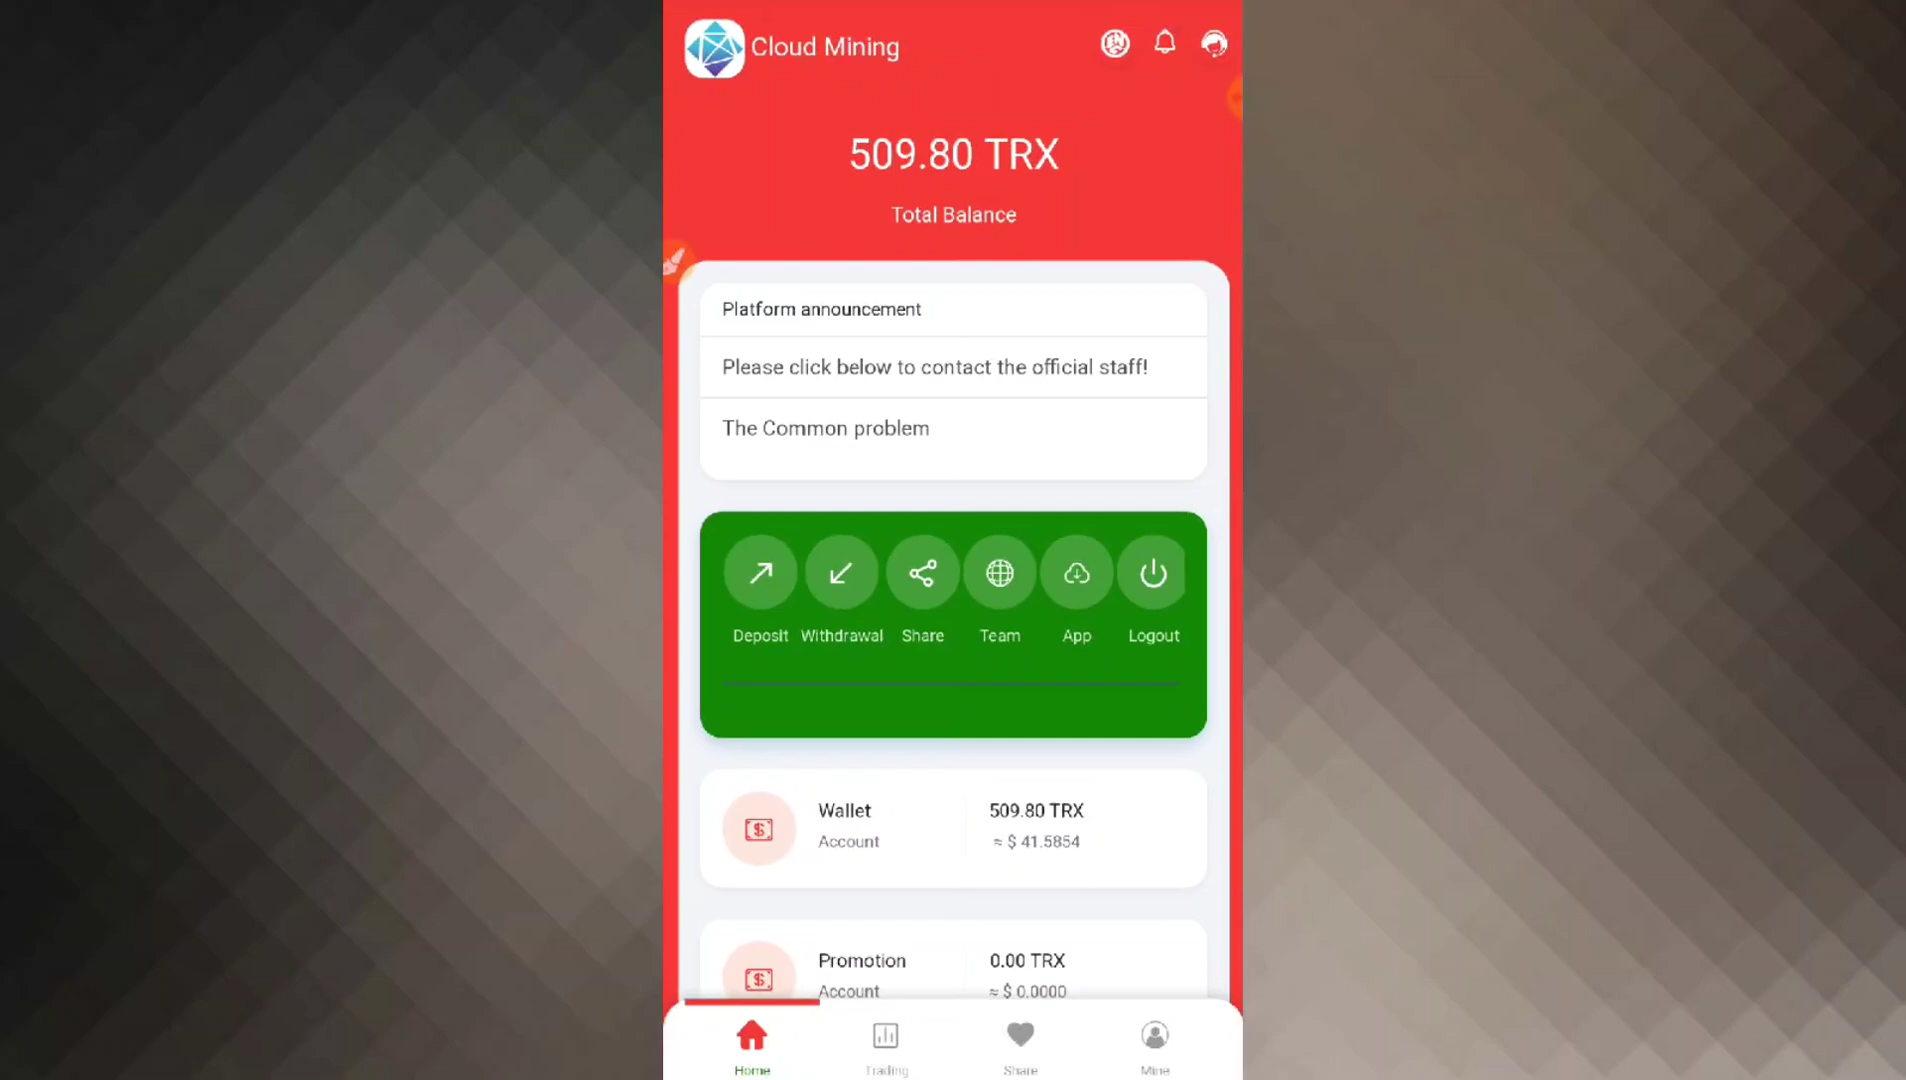 Cloud Mining
509.80 TRX
Total Balance
Platform announcement
Please click below to contact the official staff!
The Common problem
Deposit Withdrawal Share Team App Logout
Wallet 509.80 TRX
Account ≈ $ 41.5854
Promotion 0.00 TRX
Account ≈ $ 0.0000
Home Trading Share Mine